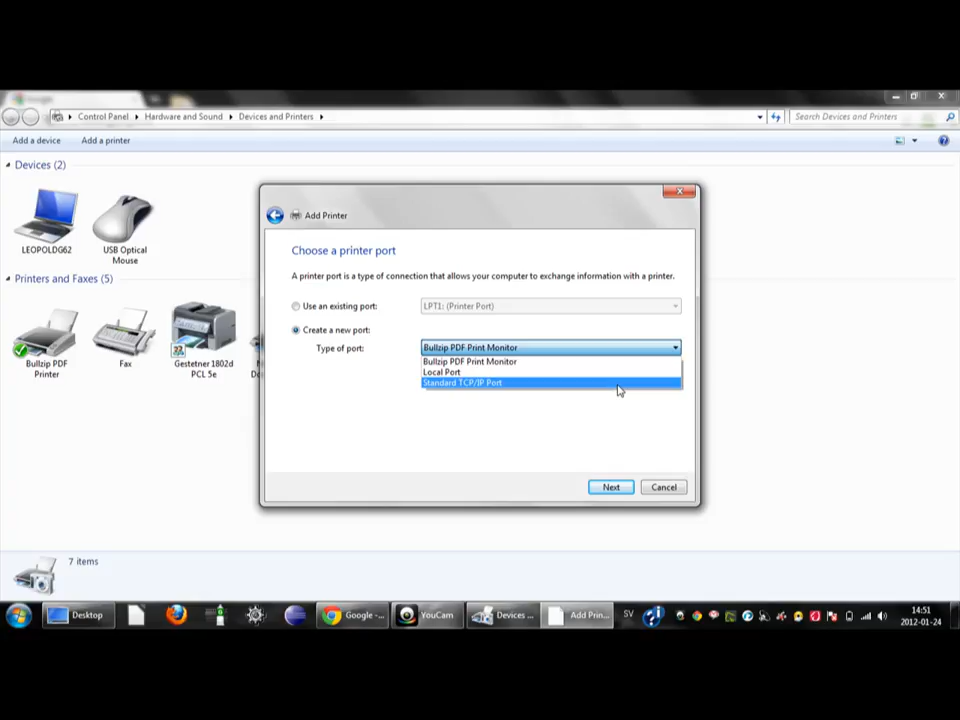 Control Panel
Hardware and Sound
Devices and Printers
Search Devices and Printers
Add a device
Add a printer
Devices (2)
LEOPOLDG62
USB Optical
Mouse
Printers and Faxes (5)
Bullzip PDF
Printer
Fax
Gestetner 1802d
PCL 5e
Add Printer
Choose a printer port
A printer port is a type of connection that allows your computer to exchange information with a printer.
Use an existing port:
LPT1: (Printer Port)
Create a new port:
Type of port:
Bullzip PDF Print Monitor
Bullzip PDF Print Monitor
Local Port
Standard TCP/IP Port
Next
Cancel
7 items
Desktop
Google -...
YouCam
Devices ...
Add Prin...
SV
14:51
2012-01-24